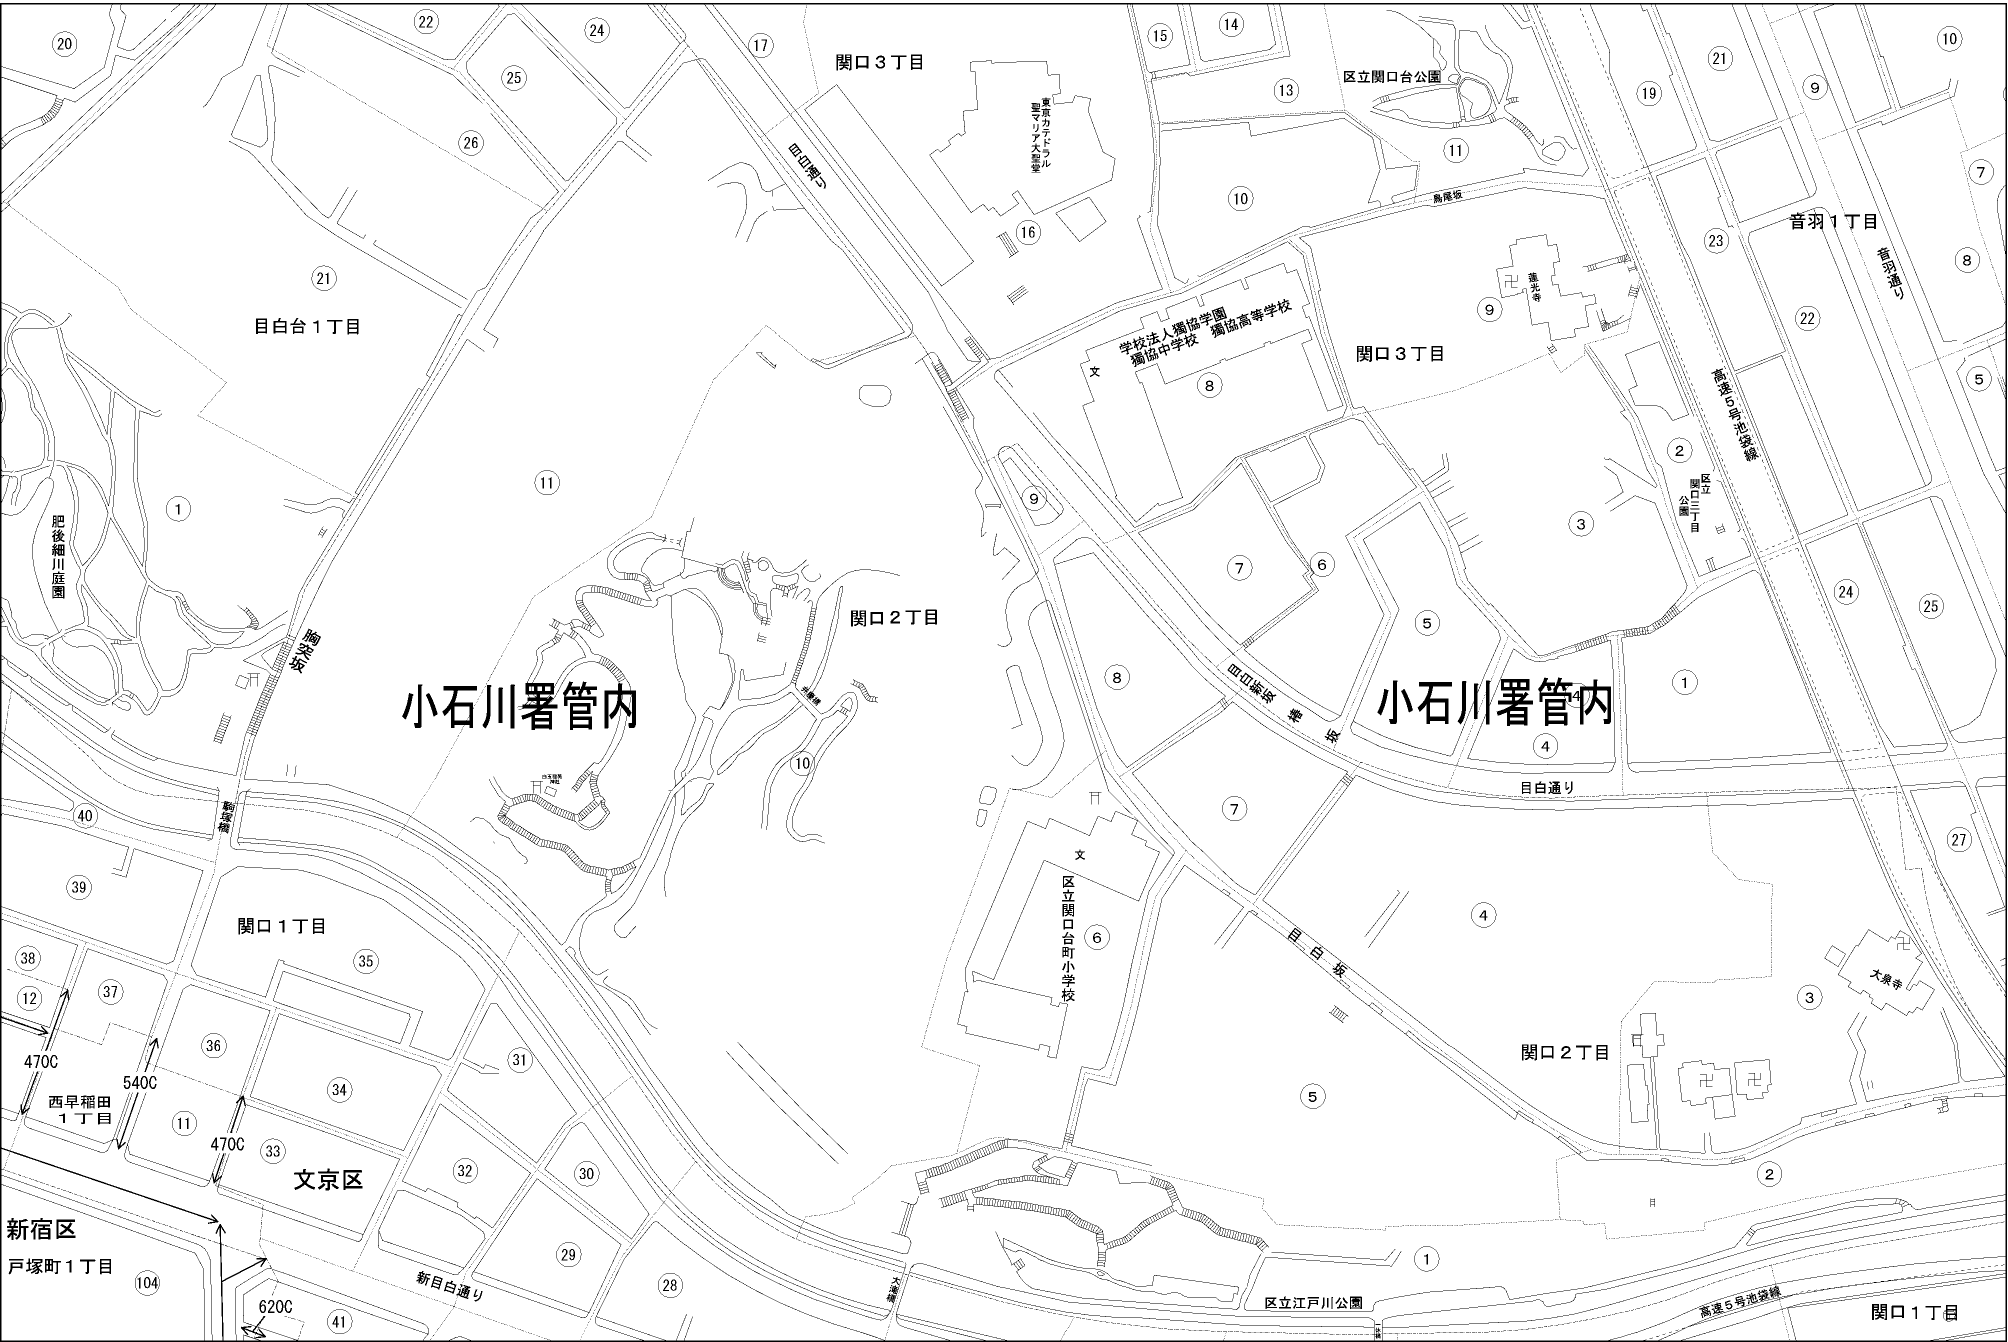 20
22
24
17
関口３丁目
15
14
21
9
10
25
13
区立関口台公園
19
26
東京カテドラル
聖マリア大聖堂
目白通り
11
7
10
鳥尾坂
16
23
音羽１丁目
音羽通り
8
21
目白台１丁目
蓮光寺
9
22
学校法人獨協学園
獨協中学校　獨協高等学校
関口３丁目
文
8
高速５号池袋線
5
2
区立
関口三丁目
公園
1
11
9
3
肥後細川庭園
7
6
24
25
関口２丁目
5
胸突坂
8
目白新坂
椿坂
1
小石川署管内
小石川署管内
4
4
10
目白通り
40
駒塚橋
7
27
文
39
区立関口台町小学校
6
4
関口１丁目
35
目白坂
38
12
37
大泉寺
3
36
31
関口２丁目
470C
540C
34
5
西早稲田
１丁目
11
470C
33
32
30
文京区
2
新宿区
戸塚町１丁目
104
29
1
新目白通り
28
大滝橋
620C
41
区立江戸川公園
高速５号池袋線
関口１丁目